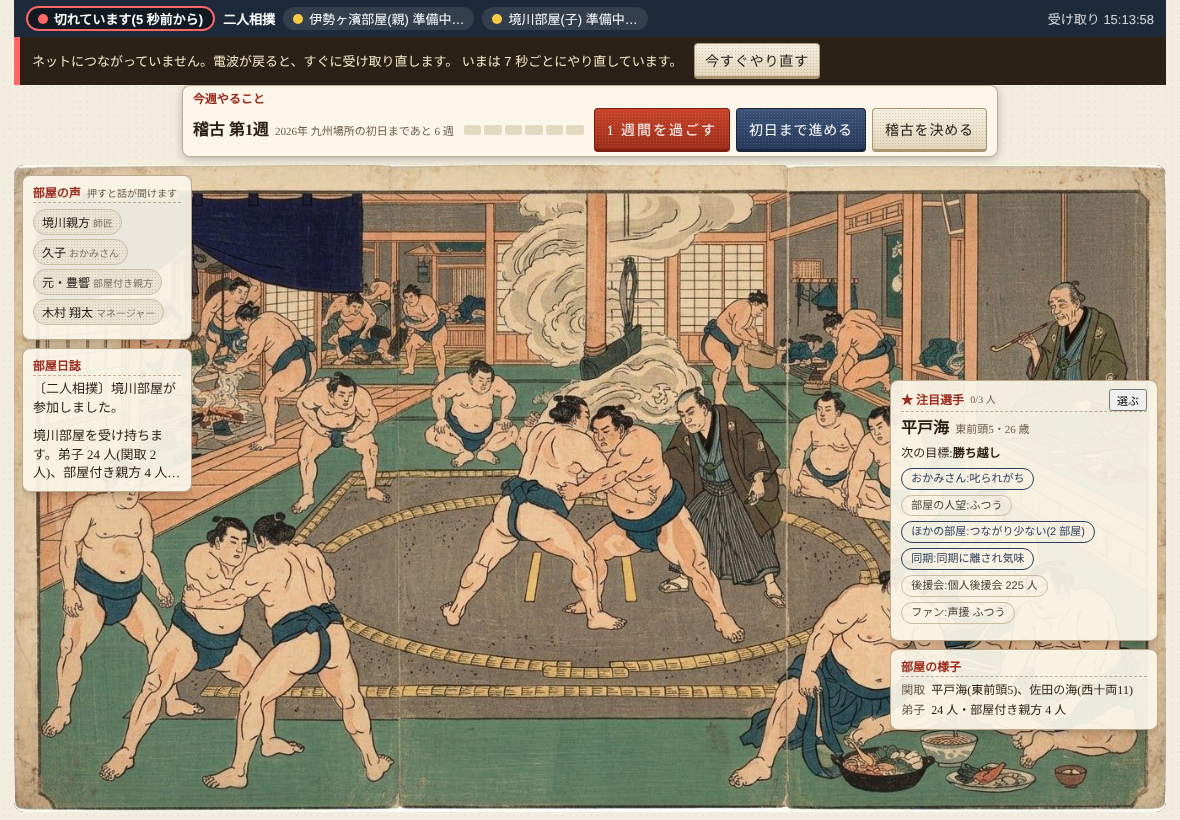 切れています(5 秒前から) 二人相撲 伊勢ヶ濱部屋(親) 準備中… 境川部屋(子) 準備中… 受け取り 15:13:58
ネットにつながっていません。電波が戻ると、すぐに受け取り直します。 いまは 7 秒ごとにやり直しています。 今すぐやり直す
今週やること
稽古 第1週 2026年 九州場所の初日まであと 6 週 1 週間を過ごす 初日まで進める 稽古を決める
部屋の声 押すと話が聞けます
境川親方 師匠
久子 おかみさん
元・豊響 部屋付き親方
木村 翔太 マネージャー
部屋日誌
〔二人相撲〕境川部屋が
参加しました。
境川部屋を受け持ちま
す。弟子 24 人(関取 2
人)、部屋付き親方 4 人…
★ 注目選手 0/3 人 選ぶ
平戸海 東前頭5・26 歳
次の目標:勝ち越し
おかみさん:叱られがち
部屋の人望:ふつう
ほかの部屋:つながり少ない(2 部屋)
同期:同期に離され気味
後援会:個人後援会 225 人
ファン:声援 ふつう
部屋の様子
関取 平戸海(東前頭5)、佐田の海(西十両11)
弟子 24 人・部屋付き親方 4 人